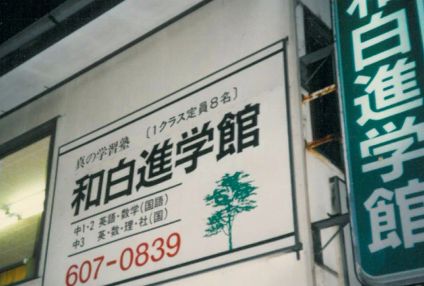 真の学習塾 〔1クラス定員8名〕
和白進学館
中1・2 英語・数学(国語)
中3 英・数・理・社(国)
607-0839
和白進学館